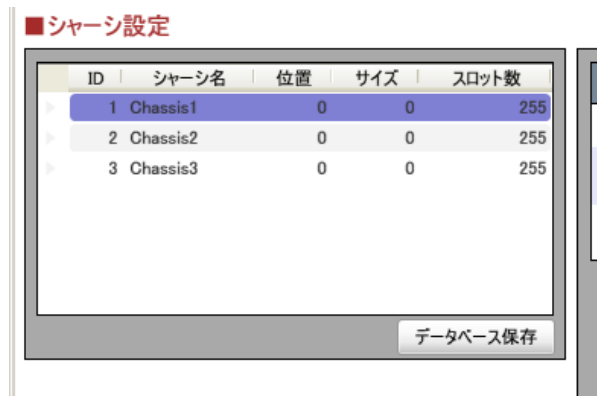 ■シャーシ設定
ID シャーシ名 位置 サイズ スロット数
1 Chassis1 0 0 255
2 Chassis2 0 0 255
3 Chassis3 0 0 255
データベース保存